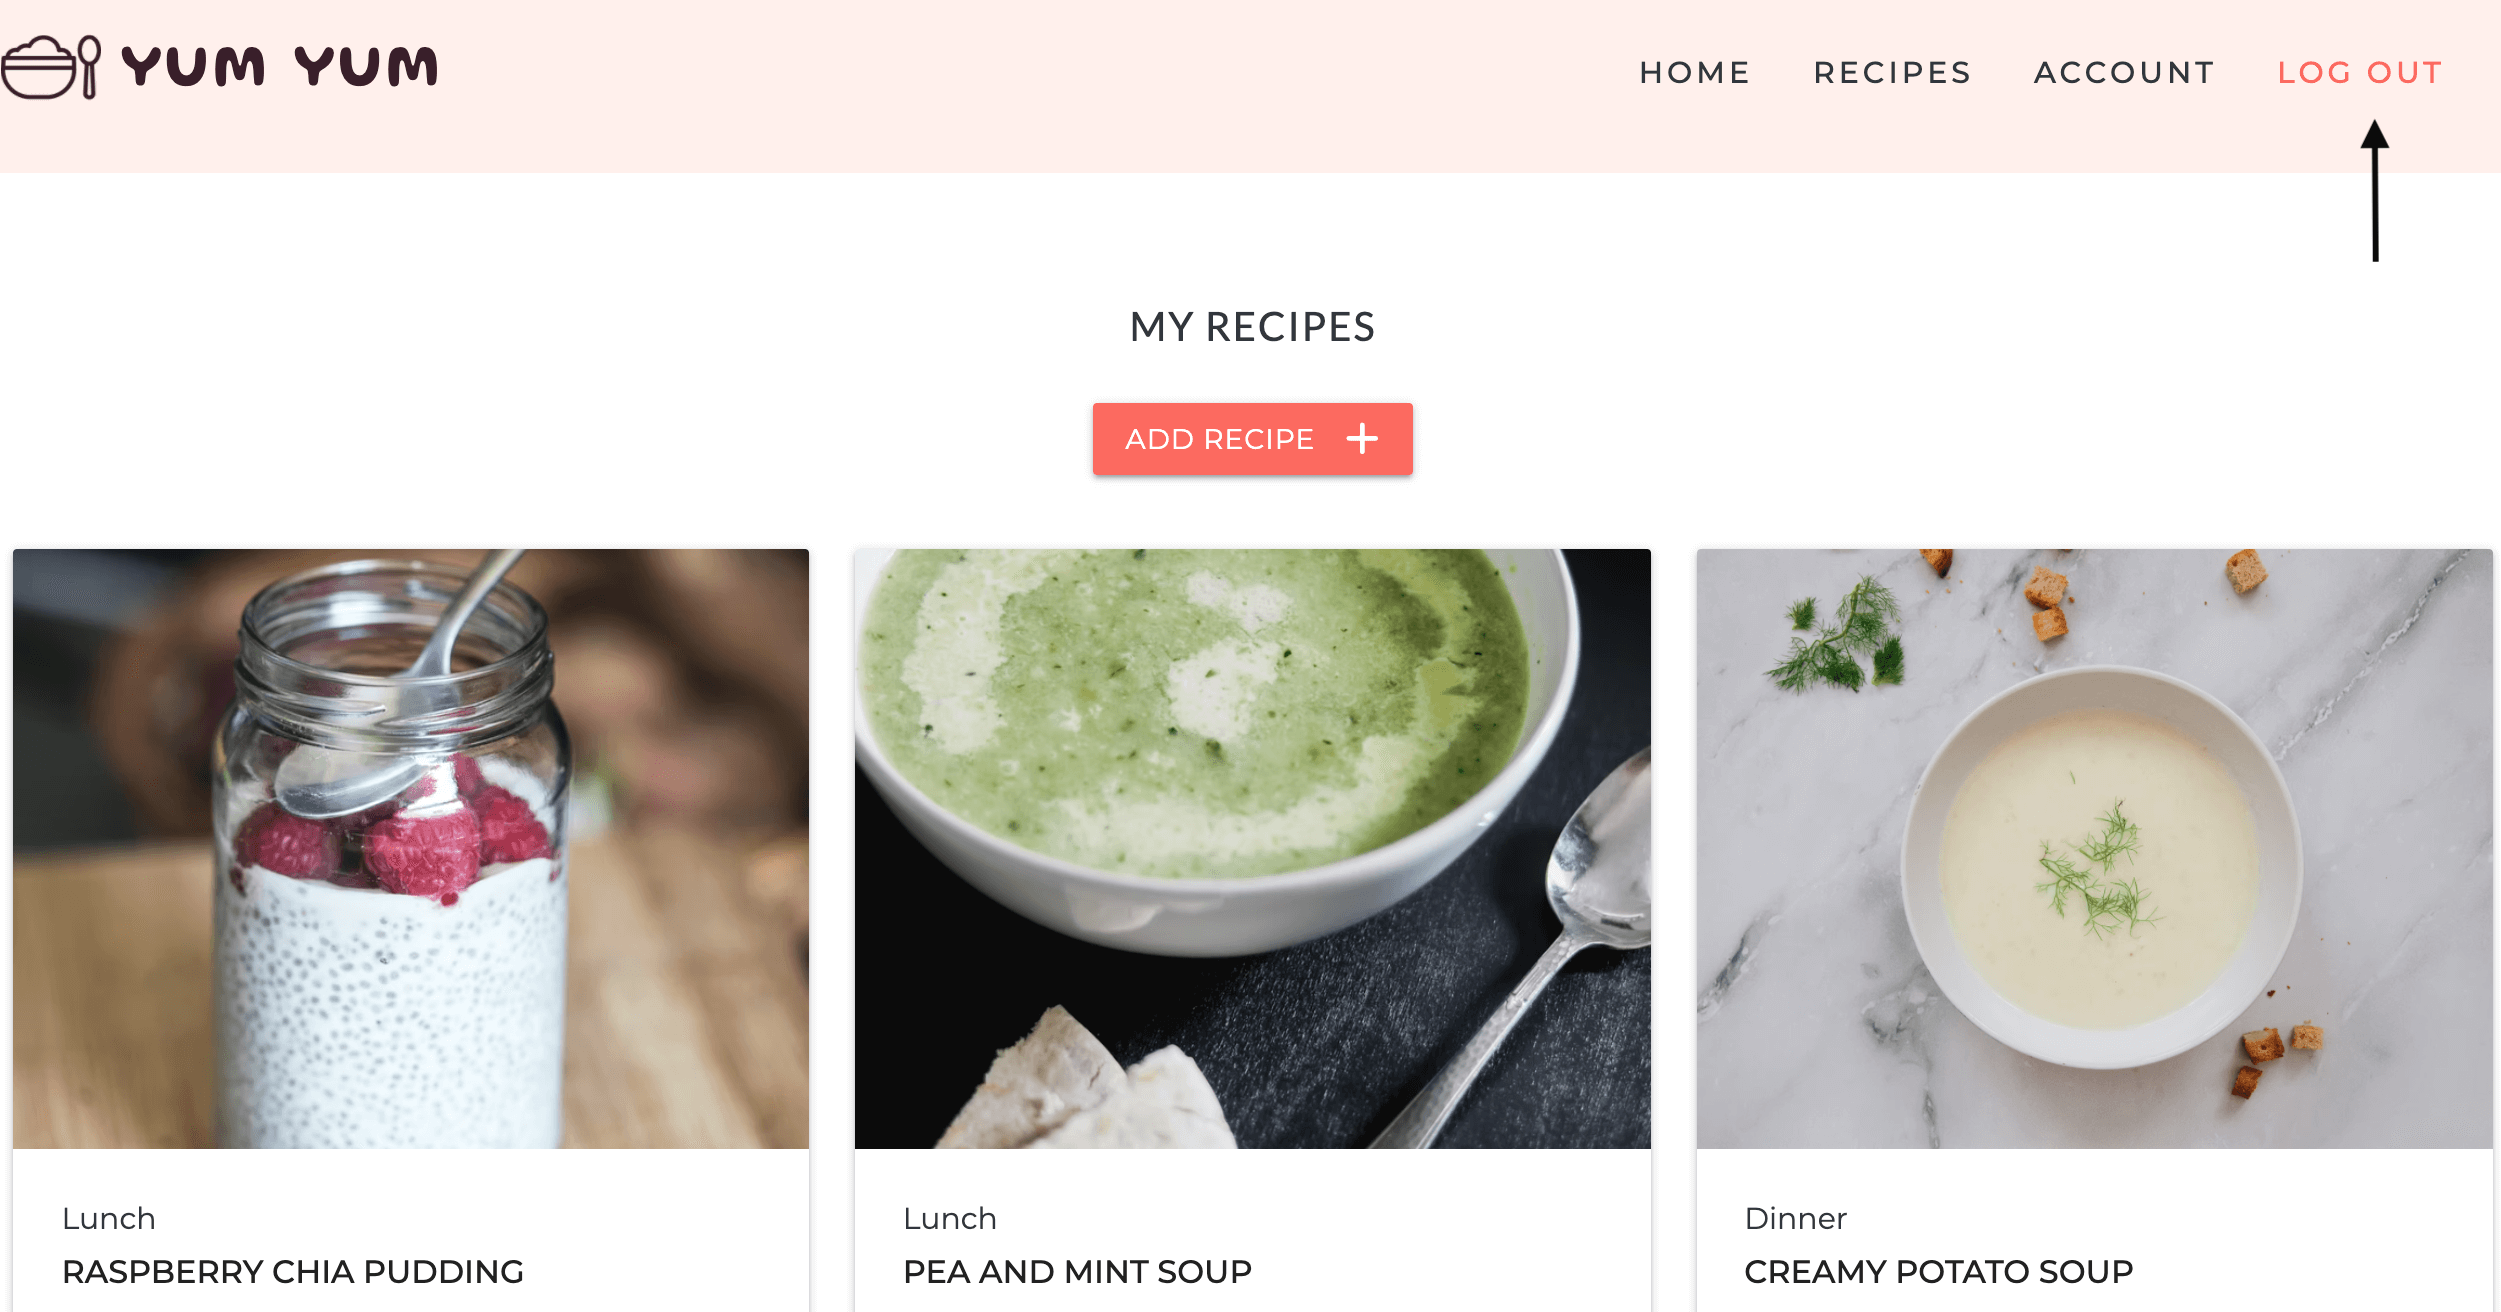 YUM YUM
HOME RECIPES ACCOUNT LOG OUT
MY RECIPES
ADD RECIPE +
Lunch
RASPBERRY CHIA PUDDING
Lunch
PEA AND MINT SOUP
Dinner
CREAMY POTATO SOUP